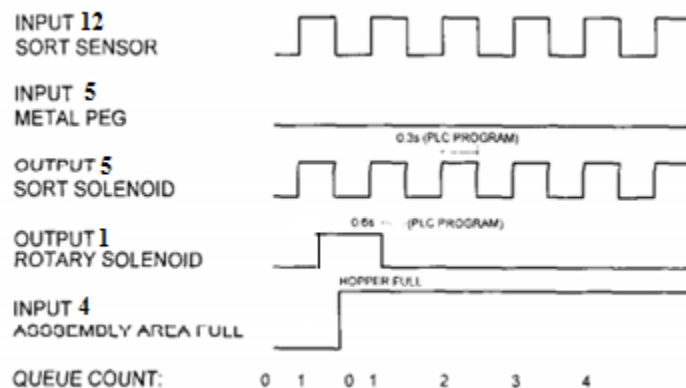 INPUT 12
SORT SENSOR
INPUT 5
METAL PEG
0.3s (PLC PROGRAM)
OUTPUT 5
SORT SOLENOID
0.6s (PLC PROGRAM)
OUTPUT 1
ROTARY SOLENOID
HOPPER FULL
INPUT 4
ASSSEMBLY AREA FULL
QUEUE COUNT: 0 1 0 1 2 3 4